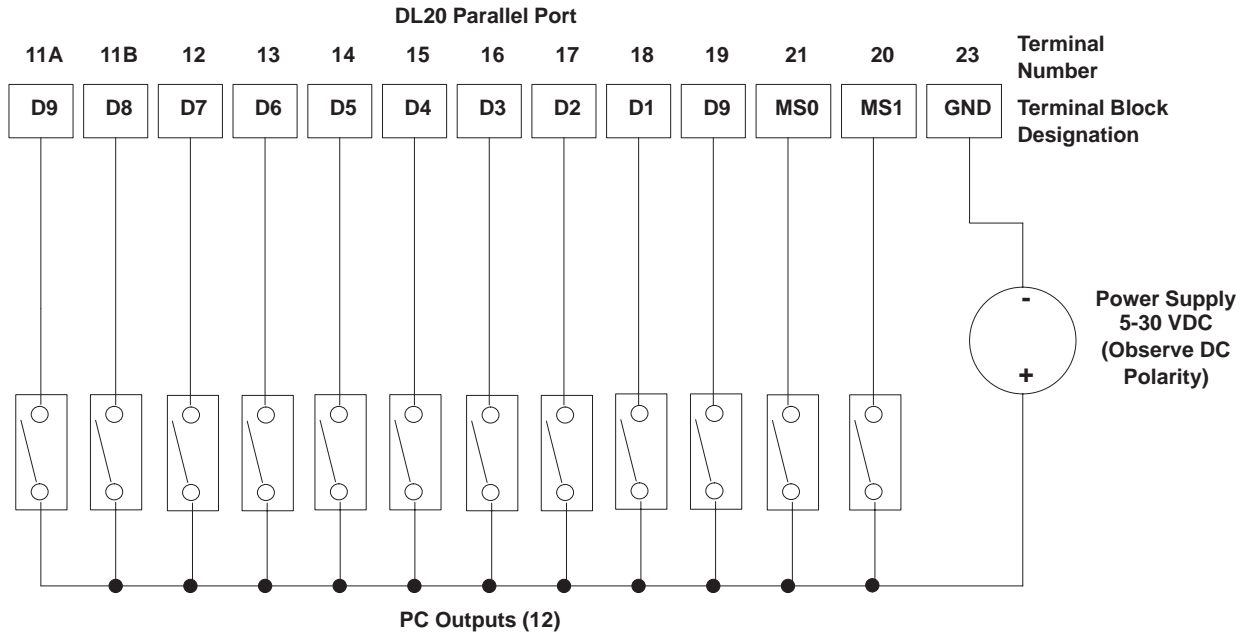 DL20 Parallel Port
11A 11B 12 13 14 15 16 17 18 19 21 20 23 Terminal
Number
D9 D8 D7 D6 D5 D4 D3 D2 D1 D9 MS0 MS1 GND Terminal Block
Designation
-
+
Power Supply
5-30 VDC
(Observe DC
Polarity)
PC Outputs (12)